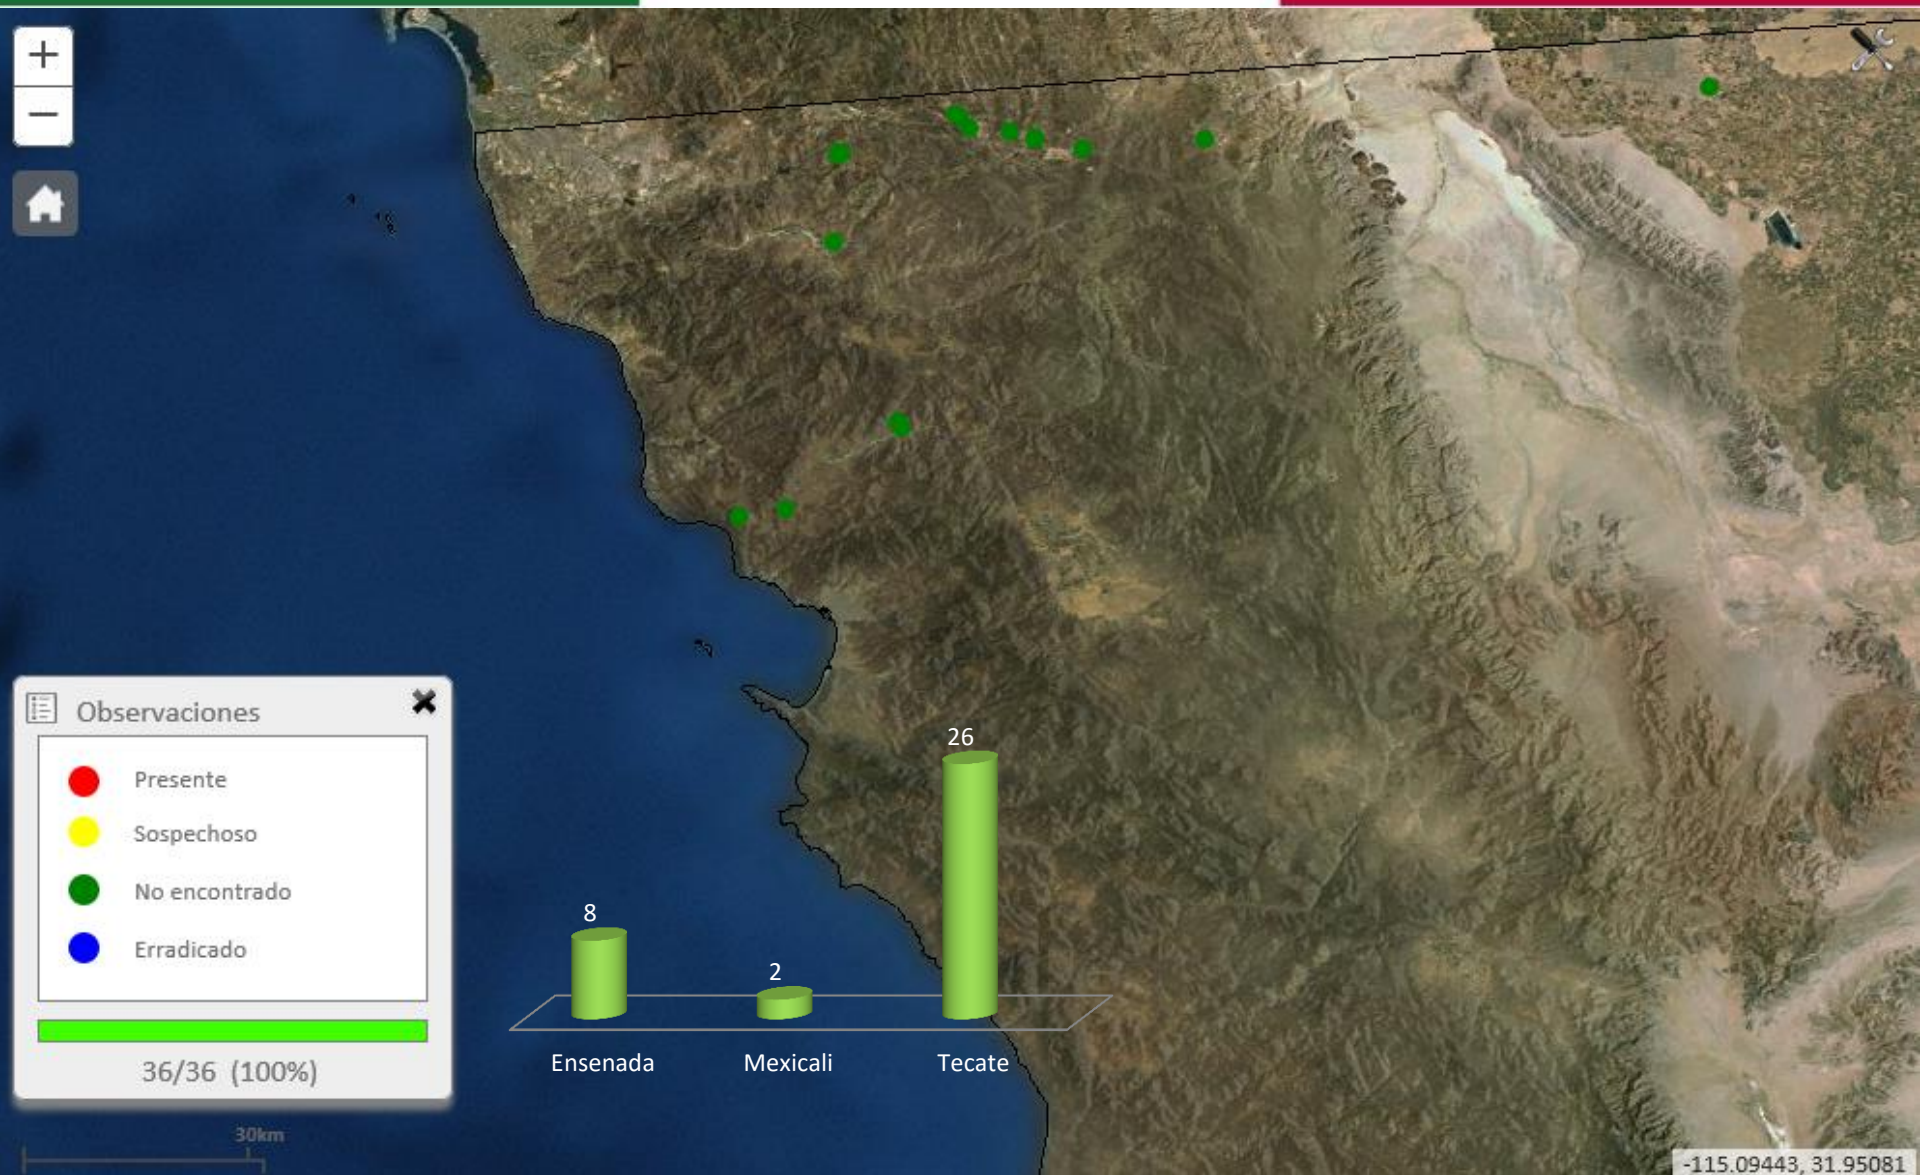 +
−
Observaciones
Presente
Sospechoso
No encontrado
Erradicado
36/36 (100%)
26
8
2
Ensenada
Mexicali
Tecate
30km
-115.09443, 31.95081